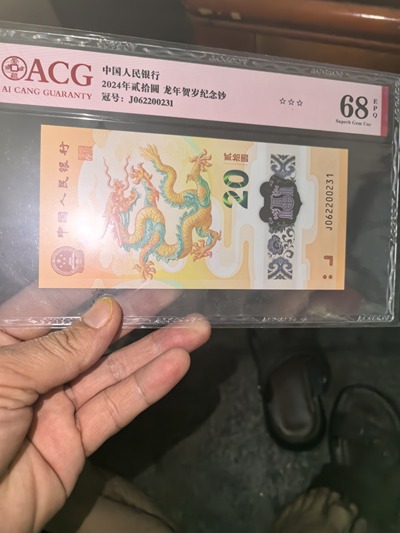 ACG
AI CANG GUARANTY
中国人民银行
2024年贰拾圆 龙年贺岁纪念钞
冠号：J062200231
☆☆☆
68
EPQ
Superb Gem Unc
中国人民银行
贰拾圆
20
J062200231